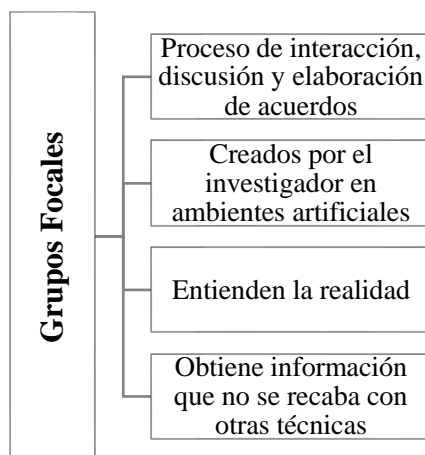 Grupos Focales
Proceso de interacción,
discusión y elaboración
de acuerdos
Creados por el
investigador en
ambientes artificiales
Entienden la realidad
Obtiene información
que no se recaba con
otras técnicas